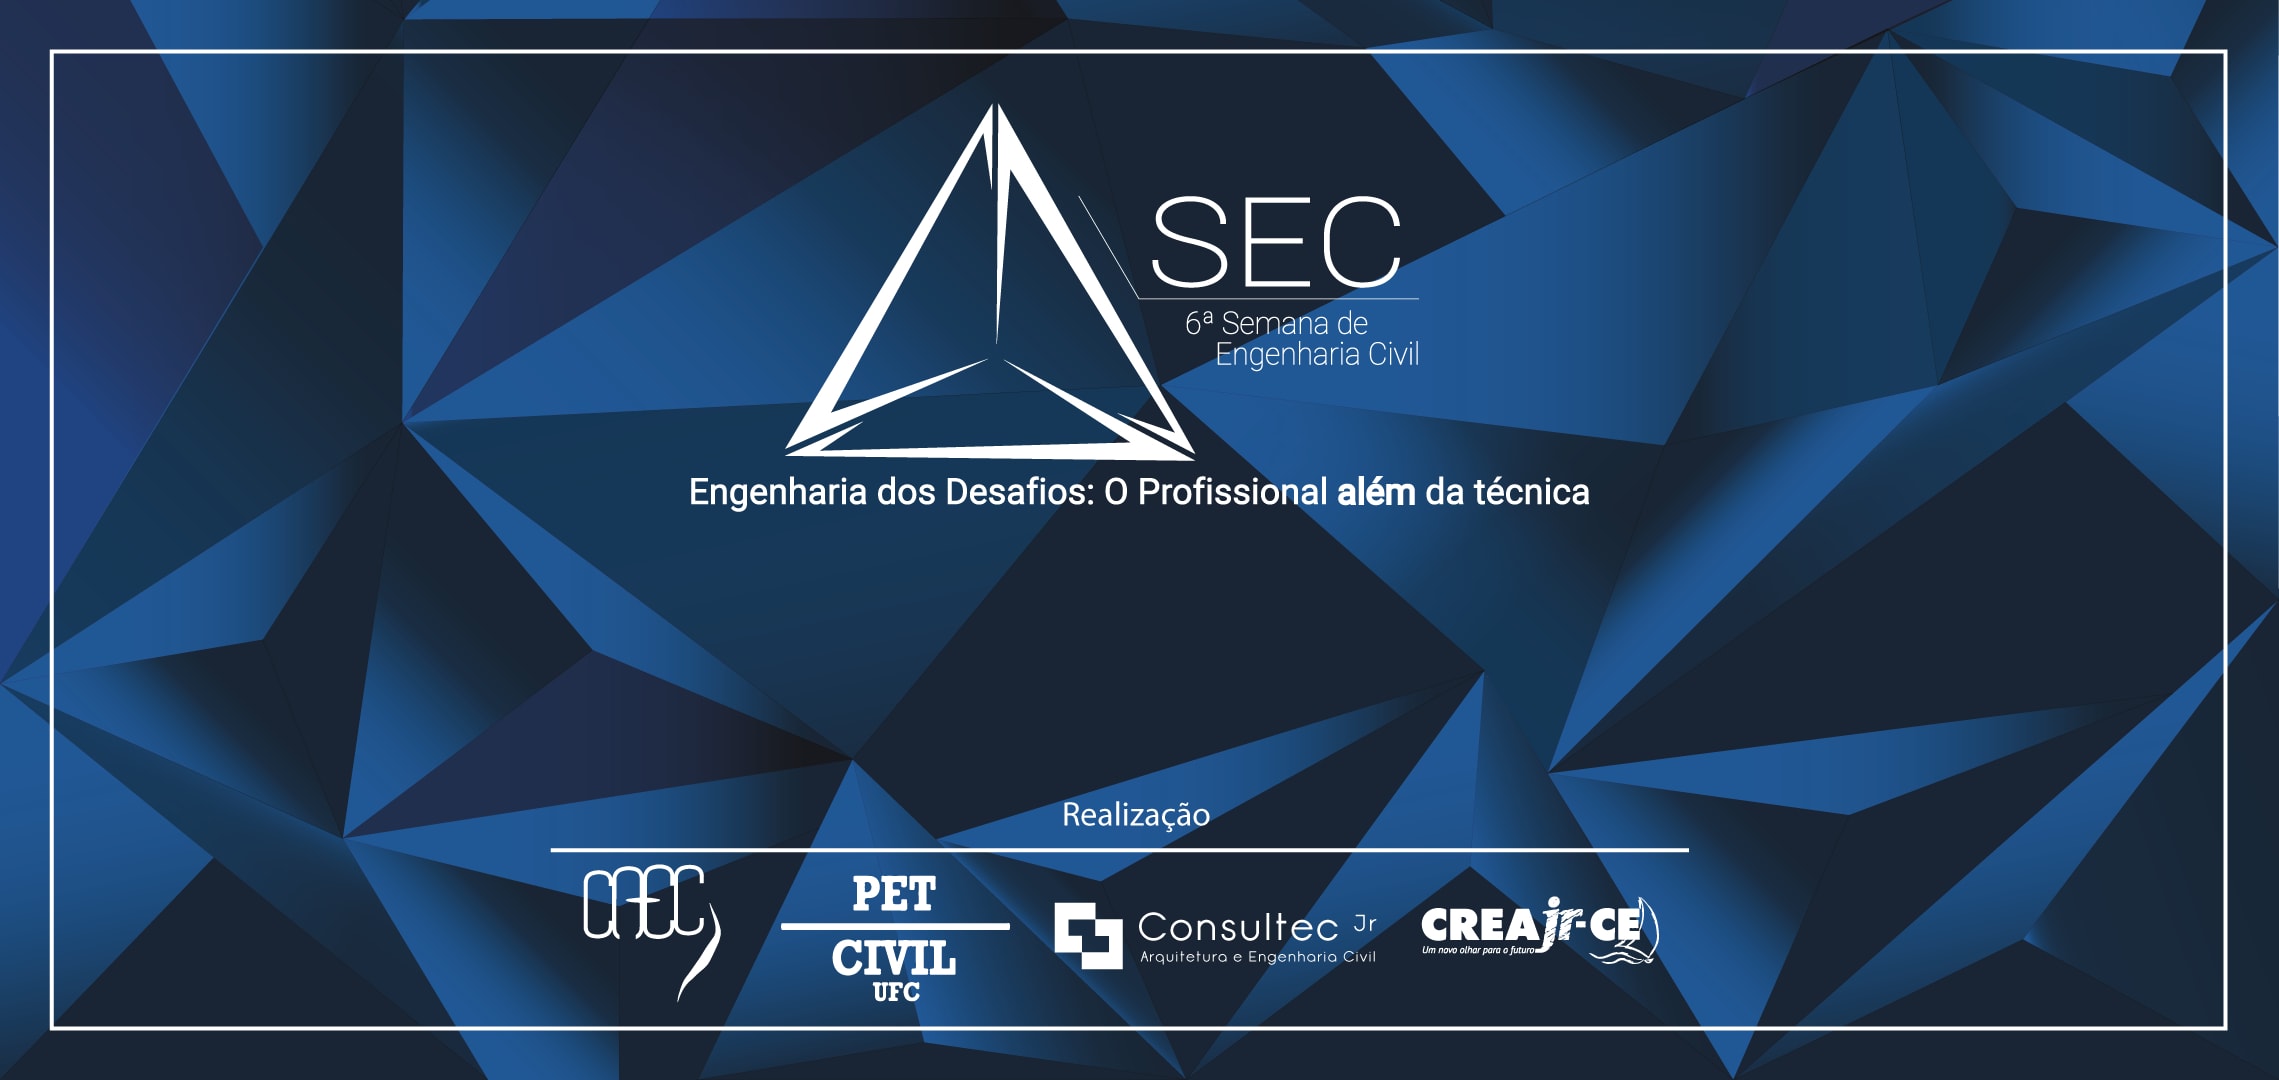 SEC
6ª Semana de
Engenharia Civil
Engenharia dos Desafios: O Profissional além da técnica
Realização
PET
CIVIL
UFC
Consultec Jr
Arquitetura e Engenharia Civil
CREAjr-CE
Um novo olhar para o futuro